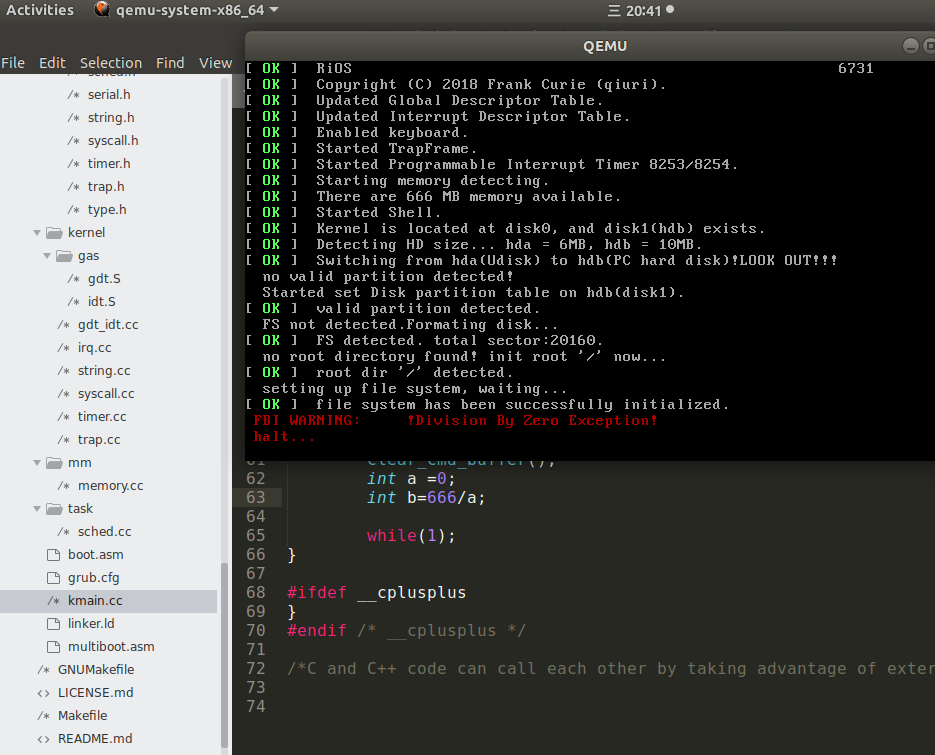 Activities qemu-system-x86_64 三 20:41
QEMU
File Edit Selection Find View
serial.h
string.h
syscall.h
timer.h
trap.h
type.h
kernel
gas
gdt.S
idt.S
gdt_idt.cc
irq.cc
string.cc
syscall.cc
timer.cc
trap.cc
mm
memory.cc
task
sched.cc
boot.asm
grub.cfg
kmain.cc
linker.ld
multiboot.asm
GNUMakefile
LICENSE.md
Makefile
README.md
[ OK ] RiOS 6731
[ OK ] Copyright (C) 2018 Frank Curie (qiuri).
[ OK ] Updated Global Descriptor Table.
[ OK ] Updated Interrupt Descriptor Table.
[ OK ] Enabled keyboard.
[ OK ] Started TrapFrame.
[ OK ] Started Programmable Interrupt Timer 8253/8254.
[ OK ] Starting memory detecting.
[ OK ] There are 666 MB memory available.
[ OK ] Started Shell.
[ OK ] Kernel is located at disk0, and disk1(hdb) exists.
[ OK ] Detecting HD size... hda = 6MB, hdb = 10MB.
[ OK ] Switching from hda(Udisk) to hdb(PC hard disk)!LOOK OUT!!!
no valid partition detected!
Started set Disk partition table on hdb(disk1).
[ OK ] valid partition detected.
FS not detected.Formating disk...
[ OK ] FS detected. total sector:20160.
no root directory found! init root '/' now...
[ OK ] root dir '/' detected.
setting up file system, waiting...
[ OK ] file system has been successfully initialized.
FBI WARNING: !Division By Zero Exception!
halt...
61 clear_cmd_buffer();
62 int a =0;
63 int b=666/a;
64
65 while(1);
66 }
67
68 #ifdef __cplusplus
69 }
70 #endif /* __cplusplus */
71
72 /*C and C++ code can call each other by taking advantage of exter
73
74